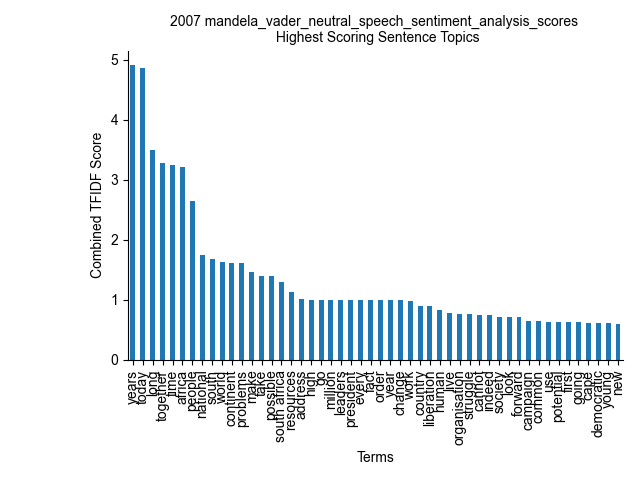 2007 mandela_vader_neutral_speech_sentiment_analysis_scores
Highest Scoring Sentence Topics
Combined TFIDF Score
5
4
3
2
1
0
years
today
long
together
time
africa
people
national
south
world
continent
problems
make
take
possible
south africa
resources
address
high
go
million
leaders
president
every
fact
order
year
change
work
country
liberation
human
live
organisation
struggle
cannot
indeed
society
look
forward
campaign
common
use
potential
first
going
cape
democratic
young
new
Terms